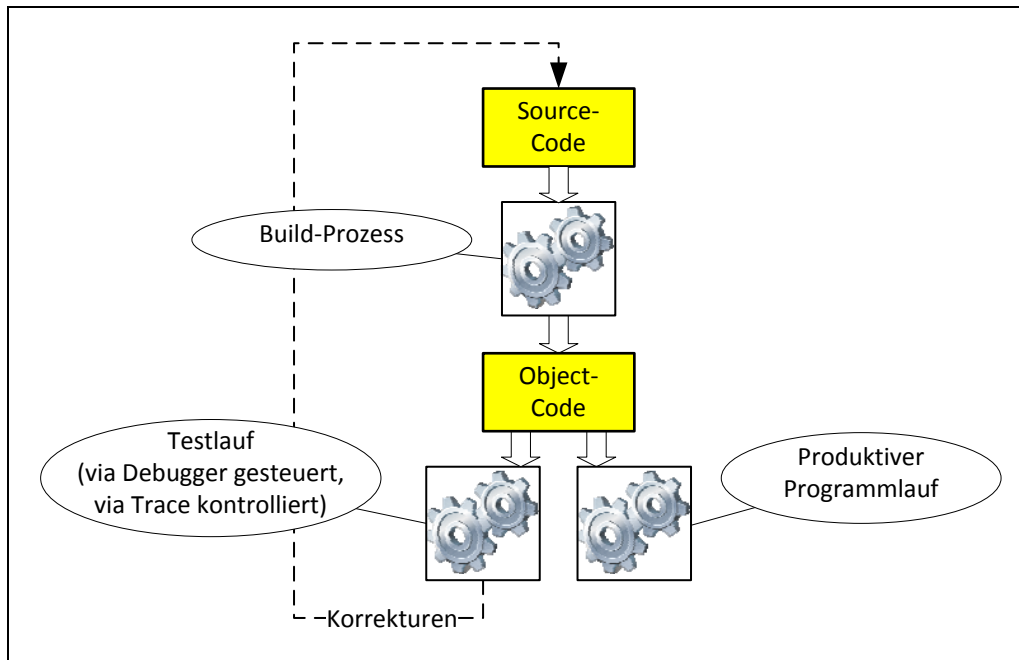 Source-
Code
Build-Prozess
Object-
Code
Testlauf
(via Debugger gesteuert,
via Trace kontrolliert)
Produktiver
Programmlauf
Korrekturen